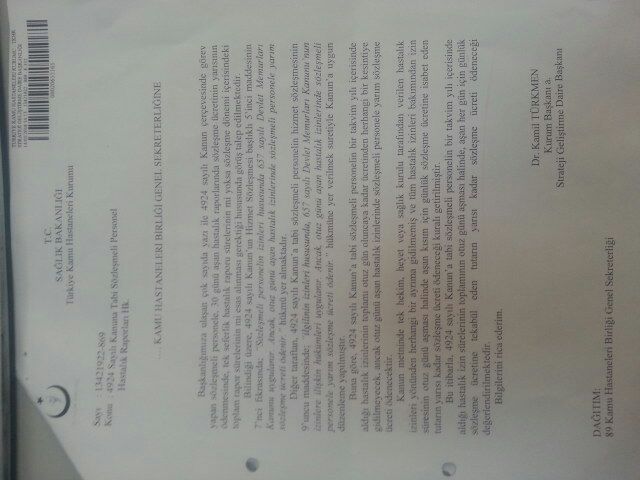 TÜRKİYE KAMU HASTANELERİ KURUMU - TKHK
STRATEJİ GELİŞTİRME DAİRE BAŞKANLIĞI
T.C.
SAĞLIK BAKANLIĞI
Türkiye Kamu Hastaneleri Kurumu
Sayı : 13421922-869
Konu : 4924 Sayılı Kanuna Tabi Sözleşmeli Personel
Hastalık Raporları Hk.
.... KAMU HASTANELERİ BİRLİĞİ GENEL SEKRETERLİĞİNE
Başkanlığımıza ulaşan çok sayıda yazı ile 4924 sayılı Kanun çerçevesinde görev
yapan sözleşmeli personele, 30 günü aşan hastalık raporlarında sözleşme ücretinin yarısının
ödenmesinde, tek seferlik hastalık raporu sürelerinin mi yoksa sözleşme dönemi içerisindeki
toplam rapor sürelerinin mi esas alınması gerektiği hususunda görüş talep edilmektedir.
Bilindiği üzere, 4924 sayılı Kanun'un Hizmet Sözleşmesi başlıklı 5'inci maddesinin
7'nci fıkrasında; "Sözleşmeli personelin izinleri hususunda 657 sayılı Devlet Memurları
Kanunu uygulanır. Ancak, otuz günü aşan hastalık izinlerinde sözleşmeli personele yarım
sözleşme ücreti ödenir." hükmü yer almaktadır.
Diğer taraftan, 4924 sayılı Kanun'a tabi sözleşmeli personelin hizmet sözleşmesinin
9'uncu maddesinde; "ilgilinin izinleri hususunda, 657 sayılı Devlet Memurları Kanunu'nun
izinlere ilişkin hükümleri uygulanır. Ancak, otuz günü aşan hastalık izinlerinde sözleşmeli
personele yarım sözleşme ücreti ödenir." hükmüne yer verilmek suretiyle Kanun'a uygun
düzenleme yapılmıştır.
Buna göre, 4924 sayılı Kanun'a tabi sözleşmeli personelin bir takvim yılı içerisinde
aldığı hastalık izinlerinin toplamı otuz gün oluncaya kadar ücretinden herhangi bir kesintiye
gidilmeyecek, ancak otuz günü aşan hastalık izinlerinde sözleşmeli personele yarım sözleşme
ücreti ödenecektir.
Kanun metninde tek hekim, heyet veya sağlık kurulu tarafından verilen hastalık
izinleri yönünden herhangi bir ayrıma gidilmemiş ve tüm hastalık izinleri bakımından izin
süresinin otuz günü aşması halinde aşan kısım için günlük sözleşme ücretine isabet eden
tutarın yarısı kadar sözleşme ücreti ödeneceği kuralı getirilmiştir.
Bu itibarla, 4924 sayılı Kanun'a tabi sözleşmeli personelin bir takvim yılı içerisinde
aldığı hastalık izin sürelerinin toplamının otuz günü aşması halinde, aşan her gün için günlük
sözleşme ücretine tekabül eden tutarın yarısı kadar sözleşme ücreti ödeneceği
değerlendirilmektedir.
Bilgilerini rica ederim.
Dr. Kamil TÜRKMEN
Kurum Başkanı a.
Strateji Geliştirme Daire Başkanı
DAĞITIM:
89 Kamu Hastaneleri Birliği Genel Sekreterliği